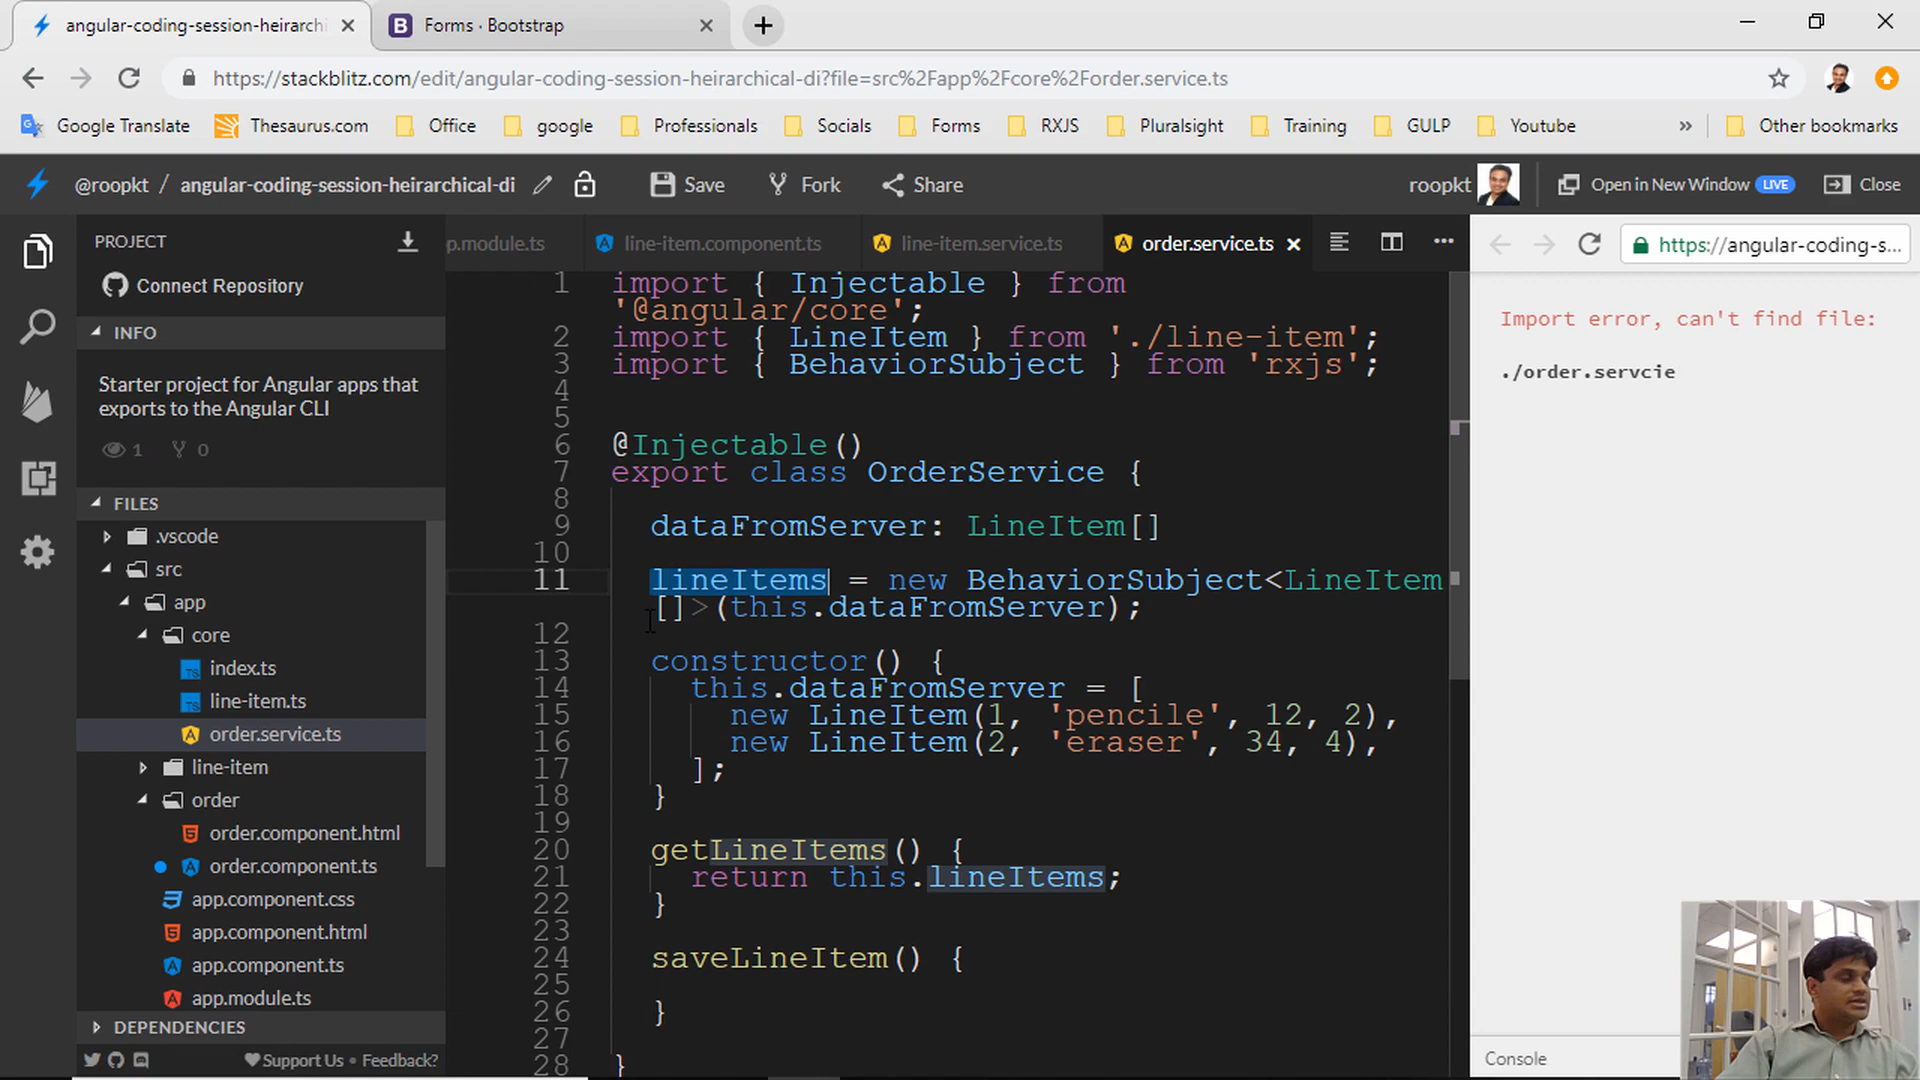 angular-coding-session-heirarchi
Forms · Bootstrap
https://stackblitz.com/edit/angular-coding-session-heirarchical-di?file=src%2Fapp%2Fcore%2Forder.service.ts
Google Translate
Thesaurus.com
Office
google
Professionals
Socials
Forms
RXJS
Pluralsight
Training
GULP
Youtube
»
Other bookmarks
@roopkt / angular-coding-session-heirarchical-di
Save
Fork
Share
roopkt
Open in New Window
LIVE
Close
PROJECT
Connect Repository
INFO
Starter project for Angular apps that
exports to the Angular CLI
1
0
FILES
.vscode
src
app
core
index.ts
line-item.ts
order.service.ts
line-item
order
order.component.html
order.component.ts
app.component.css
app.component.html
app.component.ts
app.module.ts
DEPENDENCIES
Support Us • Feedback?
p.module.ts
line-item.component.ts
line-item.service.ts
order.service.ts
1 import { Injectable } from
'@angular/core';
2 import { LineItem } from './line-item';
3 import { BehaviorSubject } from 'rxjs';
4
5
6 @Injectable()
7 export class OrderService {
8
9 dataFromServer: LineItem[]
10
11 lineItems = new BehaviorSubject<LineItem
[]>(this.dataFromServer);
12
13 constructor() {
14 this.dataFromServer = [
15 new LineItem(1, 'pencile', 12, 2),
16 new LineItem(2, 'eraser', 34, 4),
17 ];
18 }
19
20 getLineItems() {
21 return this.lineItems;
22 }
23
24 saveLineItem() {
25
26 }
27
28 }
https://angular-coding-s...
Import error, can't find file:
./order.servcie
Console